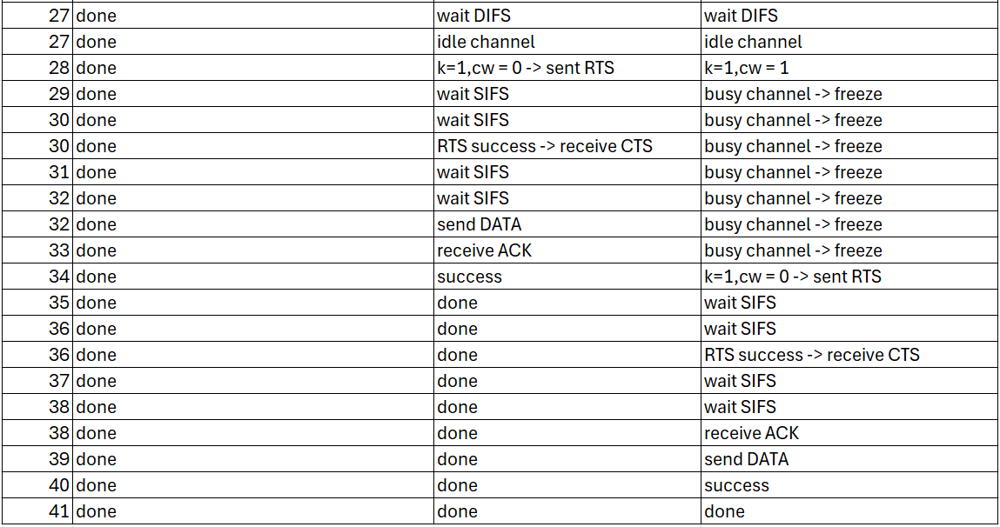 27 done wait DIFS wait DIFS
27 done idle channel idle channel
28 done k=1,cw = 0 -> sent RTS k=1,cw = 1
29 done wait SIFS busy channel -> freeze
30 done wait SIFS busy channel -> freeze
30 done RTS success -> receive CTS busy channel -> freeze
31 done wait SIFS busy channel -> freeze
32 done wait SIFS busy channel -> freeze
32 done send DATA busy channel -> freeze
33 done receive ACK busy channel -> freeze
34 done success k=1,cw = 0 -> sent RTS
35 done done wait SIFS
36 done done wait SIFS
36 done done RTS success -> receive CTS
37 done done wait SIFS
38 done done wait SIFS
38 done done receive ACK
39 done done send DATA
40 done done success
41 done done done